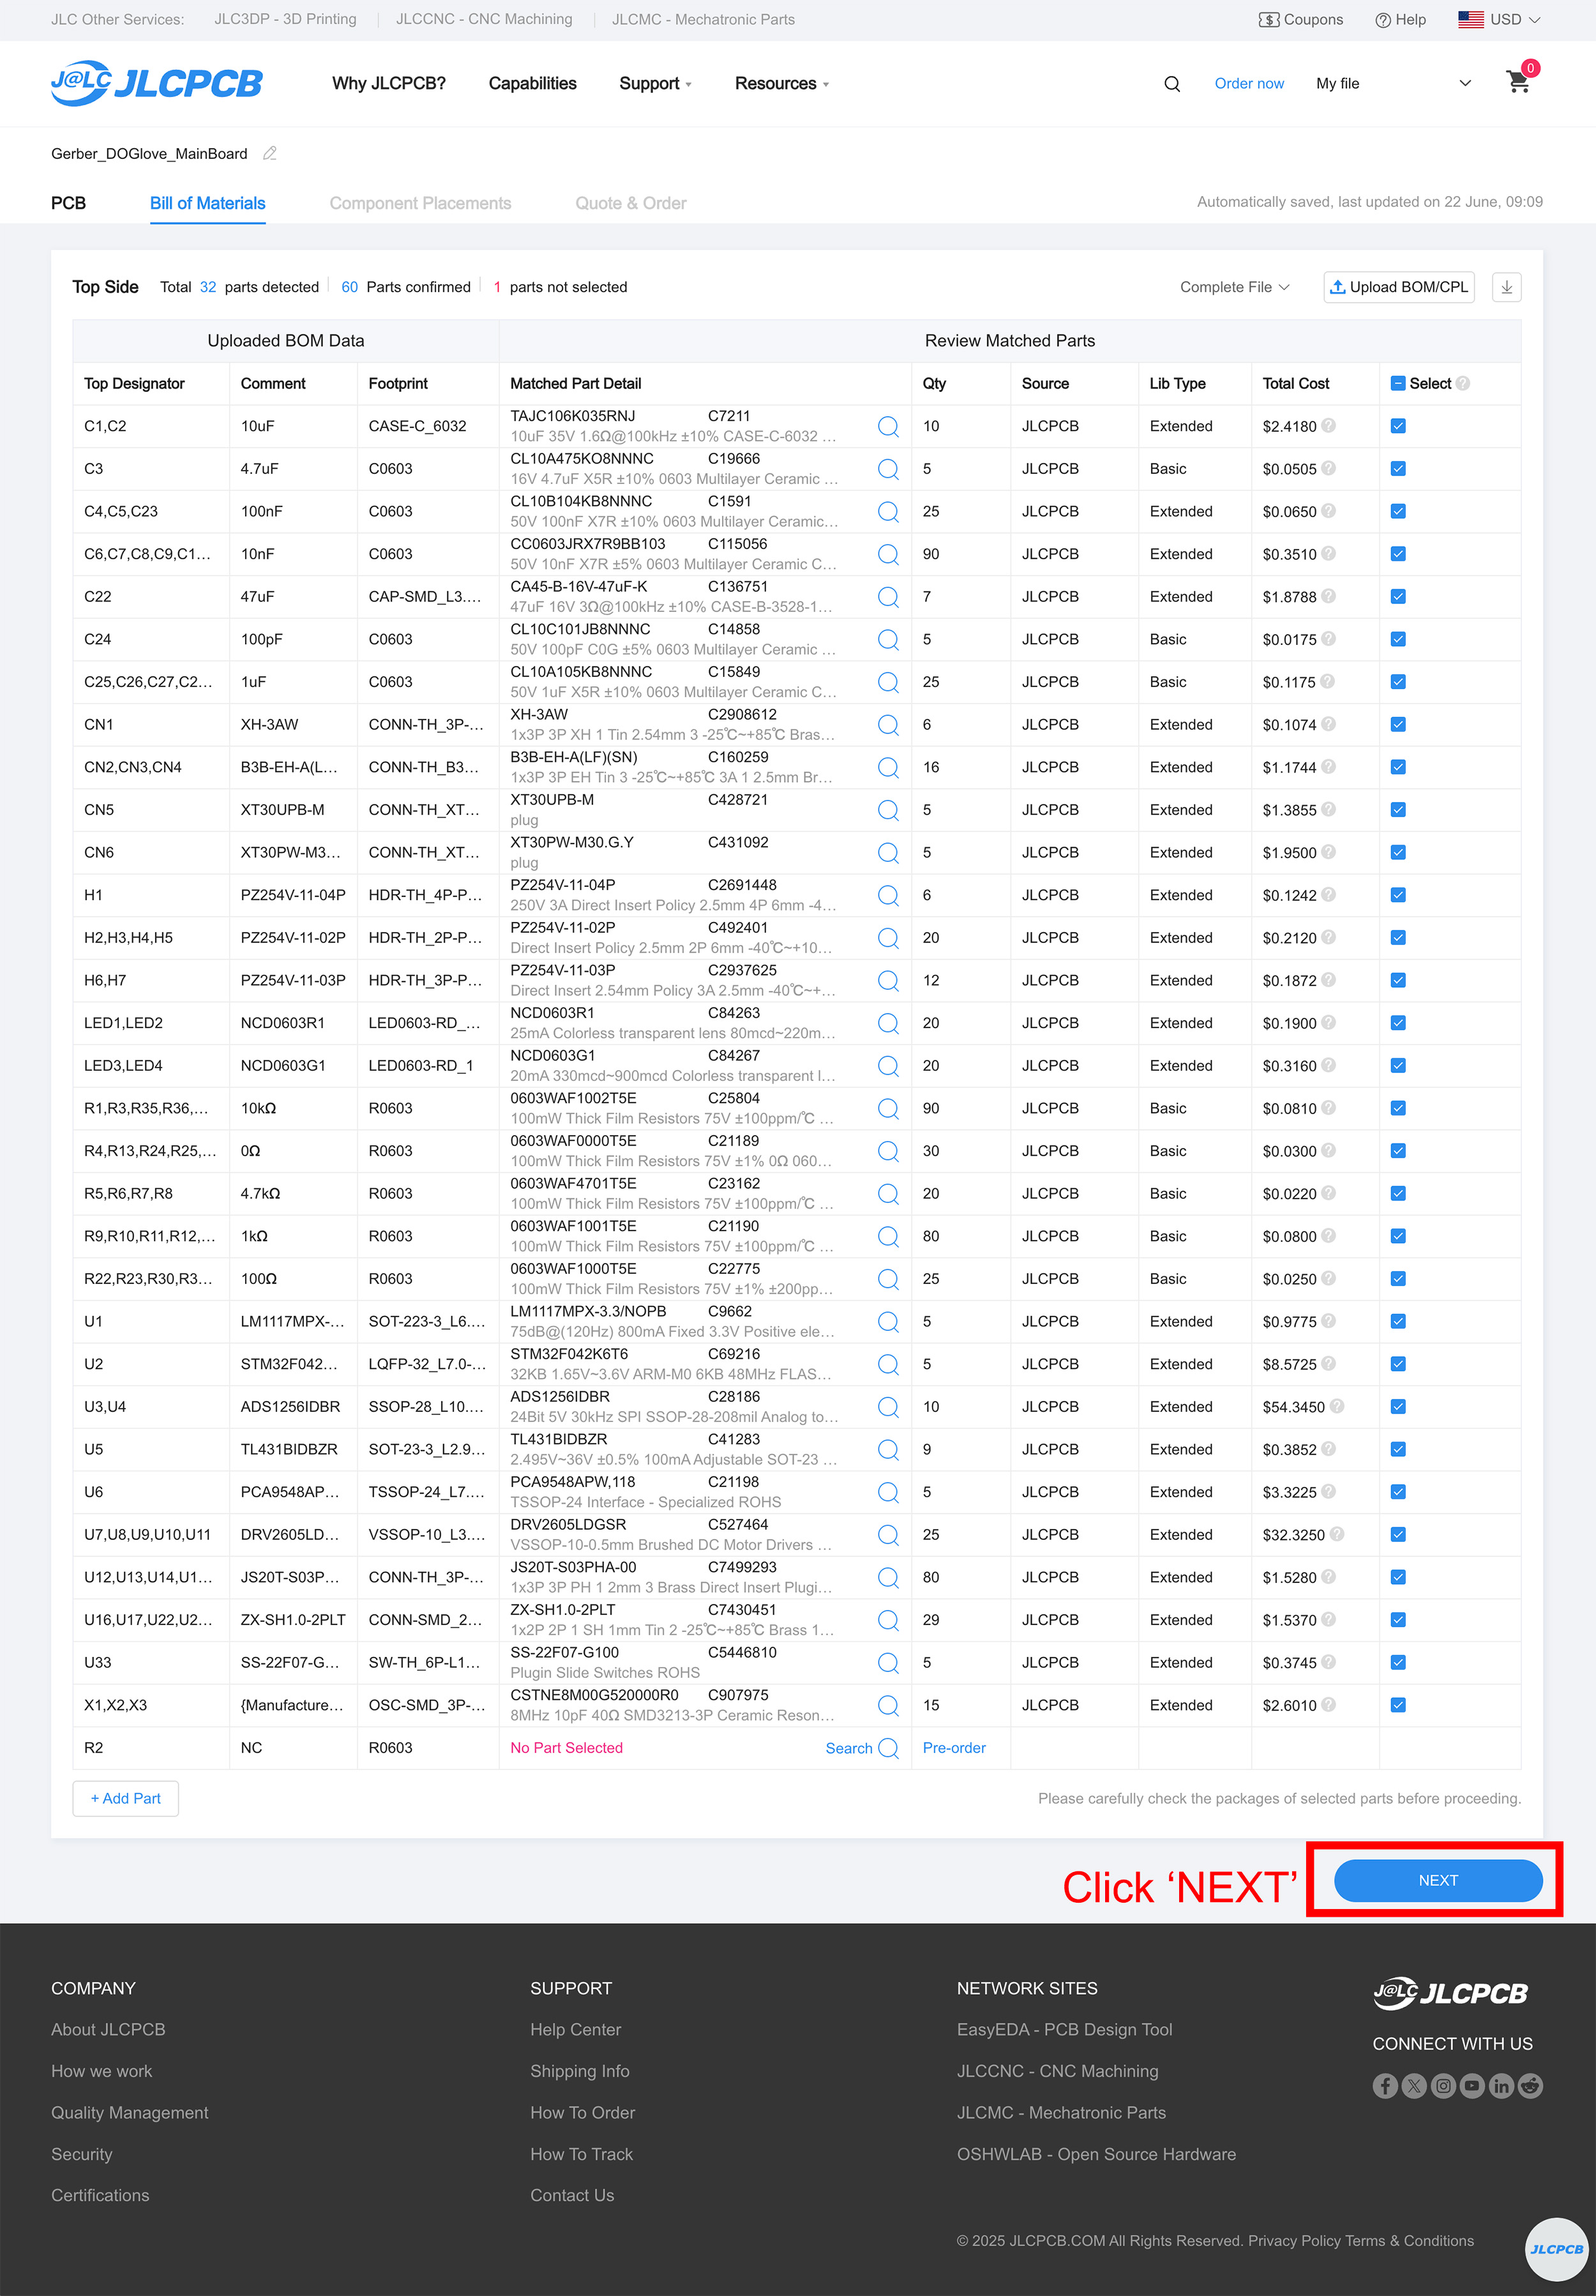 JLC Other Services: JLC3DP - 3D Printing JLCCNC - CNC Machining JLCMC - Mechatronic Parts Coupons Help USD
J@LC JLCPCB Why JLCPCB? Capabilities Support Resources Order now My file 0
Gerber_DOGlove_MainBoard
PCB Bill of Materials Component Placements Quote & Order Automatically saved, last updated on 22 June, 09:09
Top Side Total 32 parts detected 60 Parts confirmed 1 parts not selected Complete File Upload BOM/CPL
Uploaded BOM Data Review Matched Parts
Top Designator Comment Footprint Matched Part Detail Qty Source Lib Type Total Cost Select
C1,C2 10uF CASE-C_6032 TAJC106K035RNJ C7211 10 JLCPCB Extended $2.4180
10uF 35V 1.6Ω@100kHz ±10% CASE-C-6032 ...
C3 4.7uF C0603 CL10A475KO8NNNC C19666 5 JLCPCB Basic $0.0505
16V 4.7uF X5R ±10% 0603 Multilayer Ceramic ...
C4,C5,C23 100nF C0603 CL10B104KB8NNNC C1591 25 JLCPCB Extended $0.0650
50V 100nF X7R ±10% 0603 Multilayer Ceramic...
C6,C7,C8,C9,C1... 10nF C0603 CC0603JRX7R9BB103 C115056 90 JLCPCB Extended $0.3510
50V 10nF X7R ±5% 0603 Multilayer Ceramic C...
C22 47uF CAP-SMD_L3.... CA45-B-16V-47uF-K C136751 7 JLCPCB Extended $1.8788
47uF 16V 3Ω@100kHz ±10% CASE-B-3528-1...
C24 100pF C0603 CL10C101JB8NNNC C14858 5 JLCPCB Basic $0.0175
50V 100pF C0G ±5% 0603 Multilayer Ceramic ...
C25,C26,C27,C2... 1uF C0603 CL10A105KB8NNNC C15849 25 JLCPCB Basic $0.1175
50V 1uF X5R ±10% 0603 Multilayer Ceramic C...
CN1 XH-3AW CONN-TH_3P-... XH-3AW C2908612 6 JLCPCB Extended $0.1074
1x3P 3P XH 1 Tin 2.54mm 3 -25℃~+85℃ Bras...
CN2,CN3,CN4 B3B-EH-A(L... CONN-TH_B3... B3B-EH-A(LF)(SN) C160259 16 JLCPCB Extended $1.1744
1x3P 3P EH Tin 3 -25℃~+85℃ 3A 1 2.5mm Br...
CN5 XT30UPB-M CONN-TH_XT... XT30UPB-M C428721 5 JLCPCB Extended $1.3855
plug
CN6 XT30PW-M3... CONN-TH_XT... XT30PW-M30.G.Y C431092 5 JLCPCB Extended $1.9500
plug
H1 PZ254V-11-04P HDR-TH_4P-P... PZ254V-11-04P C2691448 6 JLCPCB Extended $0.1242
250V 3A Direct Insert Policy 2.5mm 4P 6mm -4...
H2,H3,H4,H5 PZ254V-11-02P HDR-TH_2P-P... PZ254V-11-02P C492401 20 JLCPCB Extended $0.2120
Direct Insert Policy 2.5mm 2P 6mm -40℃~+10...
H6,H7 PZ254V-11-03P HDR-TH_3P-P... PZ254V-11-03P C2937625 12 JLCPCB Extended $0.1872
Direct Insert 2.54mm Policy 3A 2.5mm -40℃~+...
LED1,LED2 NCD0603R1 LED0603-RD_... NCD0603R1 C84263 20 JLCPCB Extended $0.1900
25mA Colorless transparent lens 80mcd~220m...
LED3,LED4 NCD0603G1 LED0603-RD_1 NCD0603G1 C84267 20 JLCPCB Extended $0.3160
20mA 330mcd~900mcd Colorless transparent l...
R1,R3,R35,R36,... 10kΩ R0603 0603WAF1002T5E C25804 90 JLCPCB Basic $0.0810
100mW Thick Film Resistors 75V ±100ppm/℃ ...
R4,R13,R24,R25,... 0Ω R0603 0603WAF0000T5E C21189 30 JLCPCB Basic $0.0300
100mW Thick Film Resistors 75V ±1% 0Ω 060...
R5,R6,R7,R8 4.7kΩ R0603 0603WAF4701T5E C23162 20 JLCPCB Basic $0.0220
100mW Thick Film Resistors 75V ±100ppm/℃ ...
R9,R10,R11,R12,... 1kΩ R0603 0603WAF1001T5E C21190 80 JLCPCB Basic $0.0800
100mW Thick Film Resistors 75V ±100ppm/℃ ...
R22,R23,R30,R3... 100Ω R0603 0603WAF1000T5E C22775 25 JLCPCB Basic $0.0250
100mW Thick Film Resistors 75V ±1% ±200pp...
U1 LM1117MPX-... SOT-223-3_L6.... LM1117MPX-3.3/NOPB C9662 5 JLCPCB Extended $0.9775
75dB@(120Hz) 800mA Fixed 3.3V Positive ele...
U2 STM32F042... LQFP-32_L7.0-... STM32F042K6T6 C69216 5 JLCPCB Extended $8.5725
32KB 1.65V~3.6V ARM-M0 6KB 48MHz FLAS...
U3,U4 ADS1256IDBR SSOP-28_L10.... ADS1256IDBR C28186 10 JLCPCB Extended $54.3450
24Bit 5V 30kHz SPI SSOP-28-208mil Analog to...
U5 TL431BIDBZR SOT-23-3_L2.9... TL431BIDBZR C41283 9 JLCPCB Extended $0.3852
2.495V~36V ±0.5% 100mA Adjustable SOT-23 ...
U6 PCA9548AP... TSSOP-24_L7.... PCA9548APW,118 C21198 5 JLCPCB Extended $3.3225
TSSOP-24 Interface - Specialized ROHS
U7,U8,U9,U10,U11 DRV2605LD... VSSOP-10_L3.... DRV2605LDGSR C527464 25 JLCPCB Extended $32.3250
VSSOP-10-0.5mm Brushed DC Motor Drivers ...
U12,U13,U14,U1... JS20T-S03P... CONN-TH_3P-... JS20T-S03PHA-00 C7499293 80 JLCPCB Extended $1.5280
1x3P 3P PH 1 2mm 3 Brass Direct Insert Plugi...
U16,U17,U22,U2... ZX-SH1.0-2PLT CONN-SMD_2... ZX-SH1.0-2PLT C7430451 29 JLCPCB Extended $1.5370
1x2P 2P 1 SH 1mm Tin 2 -25℃~+85℃ Brass 1...
U33 SS-22F07-G... SW-TH_6P-L1... SS-22F07-G100 C5446810 5 JLCPCB Extended $0.3745
Plugin Slide Switches ROHS
X1,X2,X3 {Manufacture... OSC-SMD_3P-... CSTNE8M00G520000R0 C907975 15 JLCPCB Extended $2.6010
8MHz 10pF 40Ω SMD3213-3P Ceramic Reson...
R2 NC R0603 No Part Selected Search Pre-order
+ Add Part Please carefully check the packages of selected parts before proceeding.
Click ‘NEXT’ NEXT
COMPANY SUPPORT NETWORK SITES J@LC JLCPCB
About JLCPCB Help Center EasyEDA - PCB Design Tool CONNECT WITH US
How we work Shipping Info JLCCNC - CNC Machining
Quality Management How To Order JLCMC - Mechatronic Parts
Security How To Track OSHWLAB - Open Source Hardware
Certifications Contact Us
© 2025 JLCPCB.COM All Rights Reserved. Privacy Policy Terms & Conditions
JLCPCB